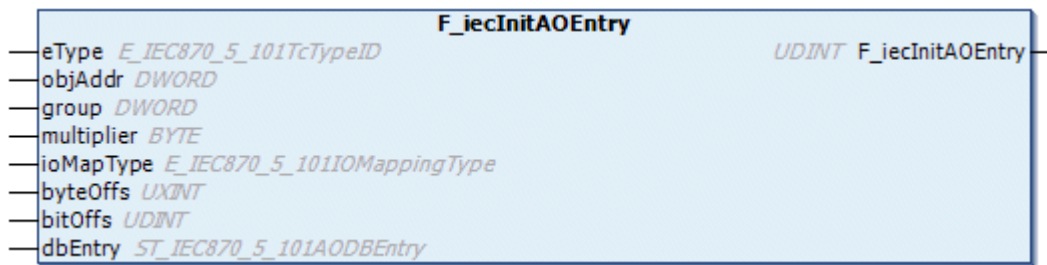 F_iecInitAOEntry
eType E_IEC870_5_101TcTypeID UDINT F_iecInitAOEntry
objAddr DWORD
group DWORD
multiplier BYTE
ioMapType E_IEC870_5_101IOMappingType
byteOffs UXINT
bitOffs UDINT
dbEntry ST_IEC870_5_101AODBEntry